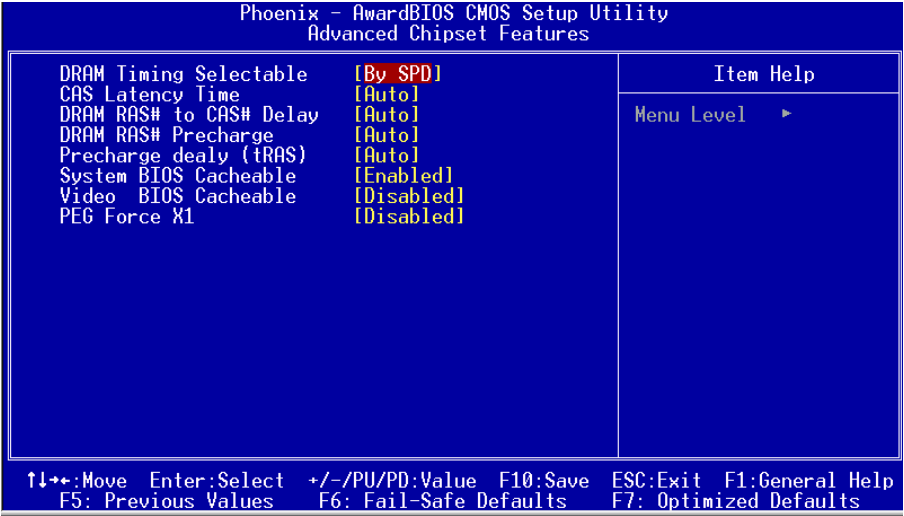 Phoenix - AwardBIOS CMOS Setup Utility
Advanced Chipset Features
DRAM Timing Selectable [By SPD]
CAS Latency Time [Auto]
DRAM RAS# to CAS# Delay [Auto]
DRAM RAS# Precharge [Auto]
Precharge dealy (tRAS) [Auto]
System BIOS Cacheable [Enabled]
Video BIOS Cacheable [Disabled]
PEG Force X1 [Disabled]
Item Help
Menu Level ►
↑↓→←:Move Enter:Select +/-/PU/PD:Value F10:Save ESC:Exit F1:General Help
F5: Previous Values F6: Fail-Safe Defaults F7: Optimized Defaults